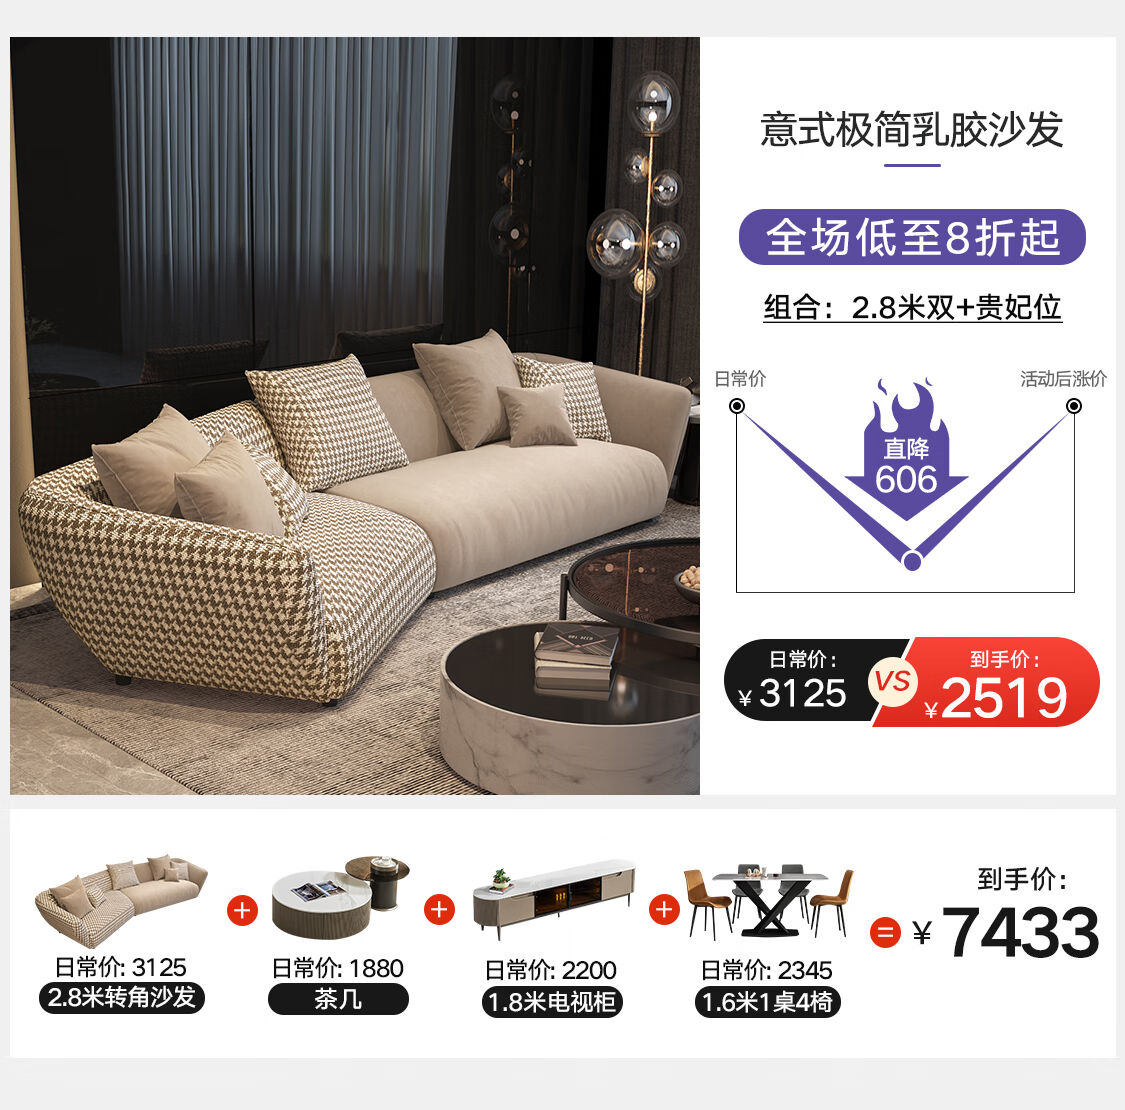 意式极简乳胶沙发
全场低至8折起
组合：2.8米双+贵妃位
日常价
活动后涨价
直降
606
日常价：
¥3125
VS
到手价：
¥2519
日常价: 3125
2.8米转角沙发
+
日常价: 1880
茶几
+
日常价: 2200
1.8米电视柜
+
日常价: 2345
1.6米1桌4椅
=
到手价：
¥7433